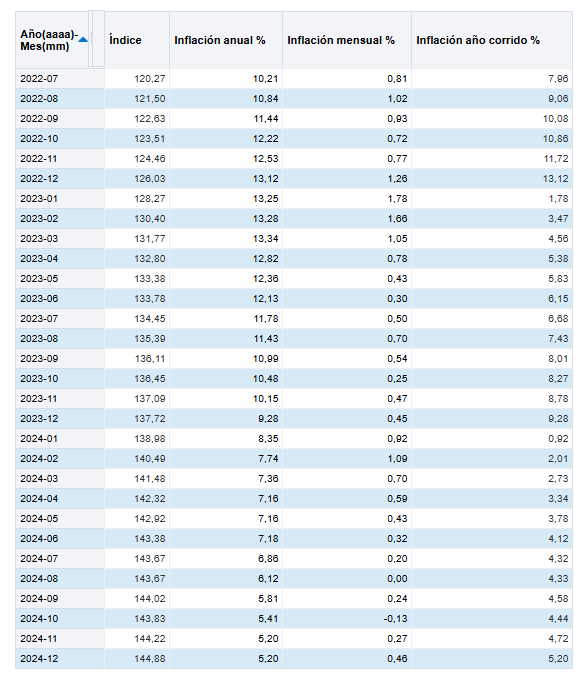 Año(aaaa)-
Mes(mm) Índice Inflación anual % Inflación mensual % Inflación año corrido %
2022-07 120,27 10,21 0,81 7,96
2022-08 121,50 10,84 1,02 9,06
2022-09 122,63 11,44 0,93 10,08
2022-10 123,51 12,22 0,72 10,86
2022-11 124,46 12,53 0,77 11,72
2022-12 126,03 13,12 1,26 13,12
2023-01 128,27 13,25 1,78 1,78
2023-02 130,40 13,28 1,66 3,47
2023-03 131,77 13,34 1,05 4,56
2023-04 132,80 12,82 0,78 5,38
2023-05 133,38 12,36 0,43 5,83
2023-06 133,78 12,13 0,30 6,15
2023-07 134,45 11,78 0,50 6,68
2023-08 135,39 11,43 0,70 7,43
2023-09 136,11 10,99 0,54 8,01
2023-10 136,45 10,48 0,25 8,27
2023-11 137,09 10,15 0,47 8,78
2023-12 137,72 9,28 0,45 9,28
2024-01 138,98 8,35 0,92 0,92
2024-02 140,49 7,74 1,09 2,01
2024-03 141,48 7,36 0,70 2,73
2024-04 142,32 7,16 0,59 3,34
2024-05 142,92 7,16 0,43 3,78
2024-06 143,38 7,18 0,32 4,12
2024-07 143,67 6,86 0,20 4,32
2024-08 143,67 6,12 0,00 4,33
2024-09 144,02 5,81 0,24 4,58
2024-10 143,83 5,41 -0,13 4,44
2024-11 144,22 5,20 0,27 4,72
2024-12 144,88 5,20 0,46 5,20